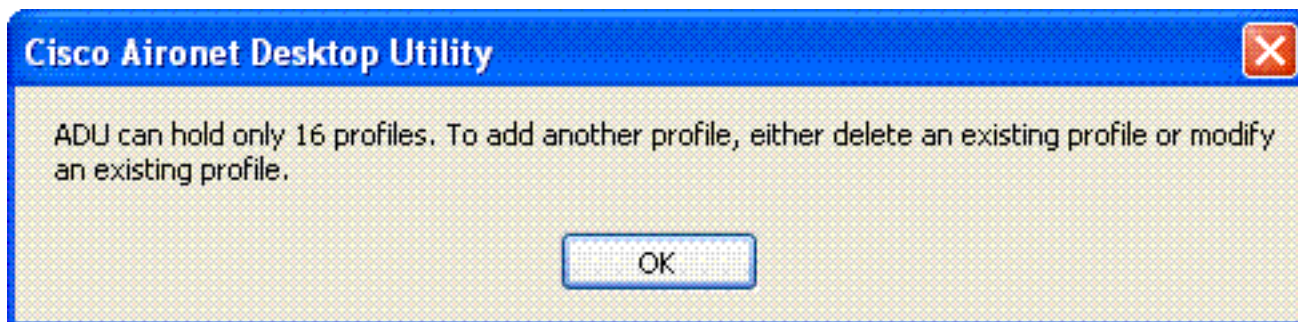 Cisco Aironet Desktop Utility
ADU can hold only 16 profiles. To add another profile, either delete an existing profile or modify
an existing profile.
OK